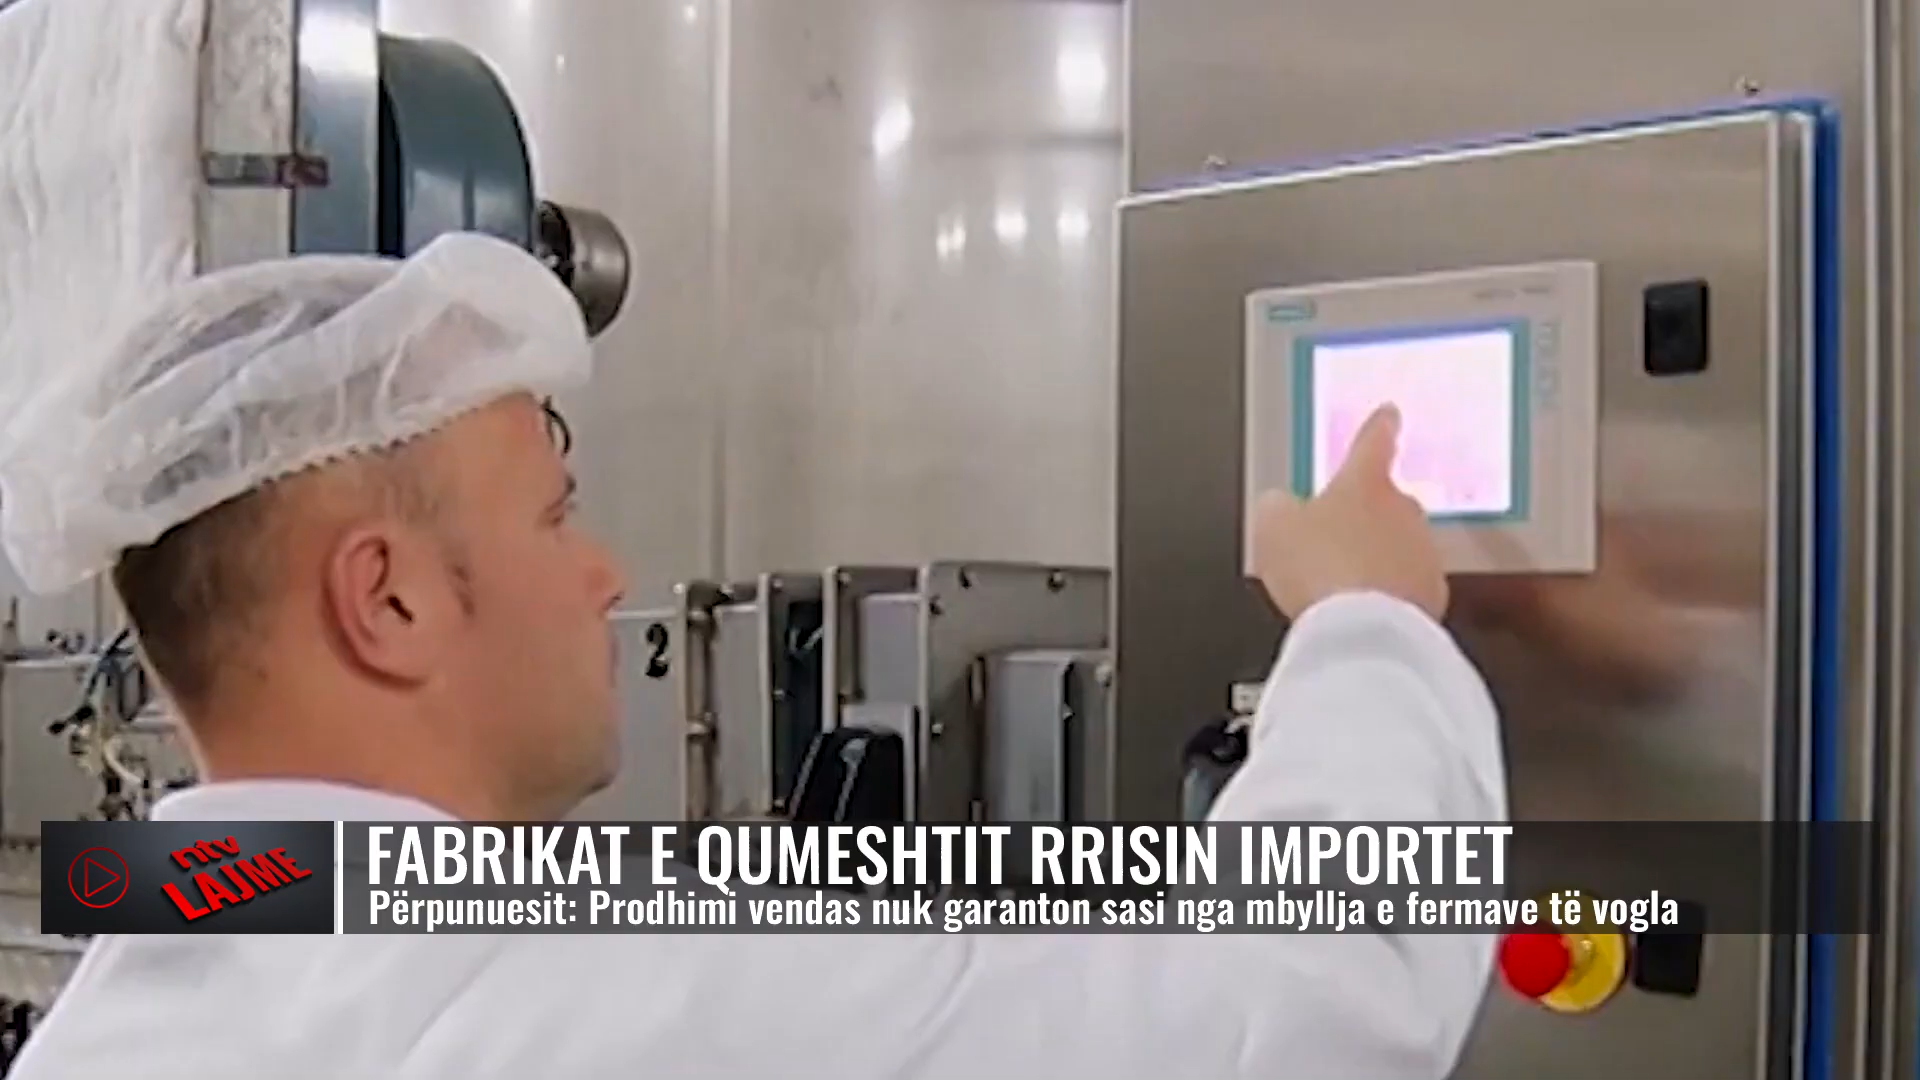 2
ntv
LAJME
FABRIKAT E QUMESHTIT RRISIN IMPORTET
Përpunuesit: Prodhimi vendas nuk garanton sasi nga mbyllja e fermave të vogla